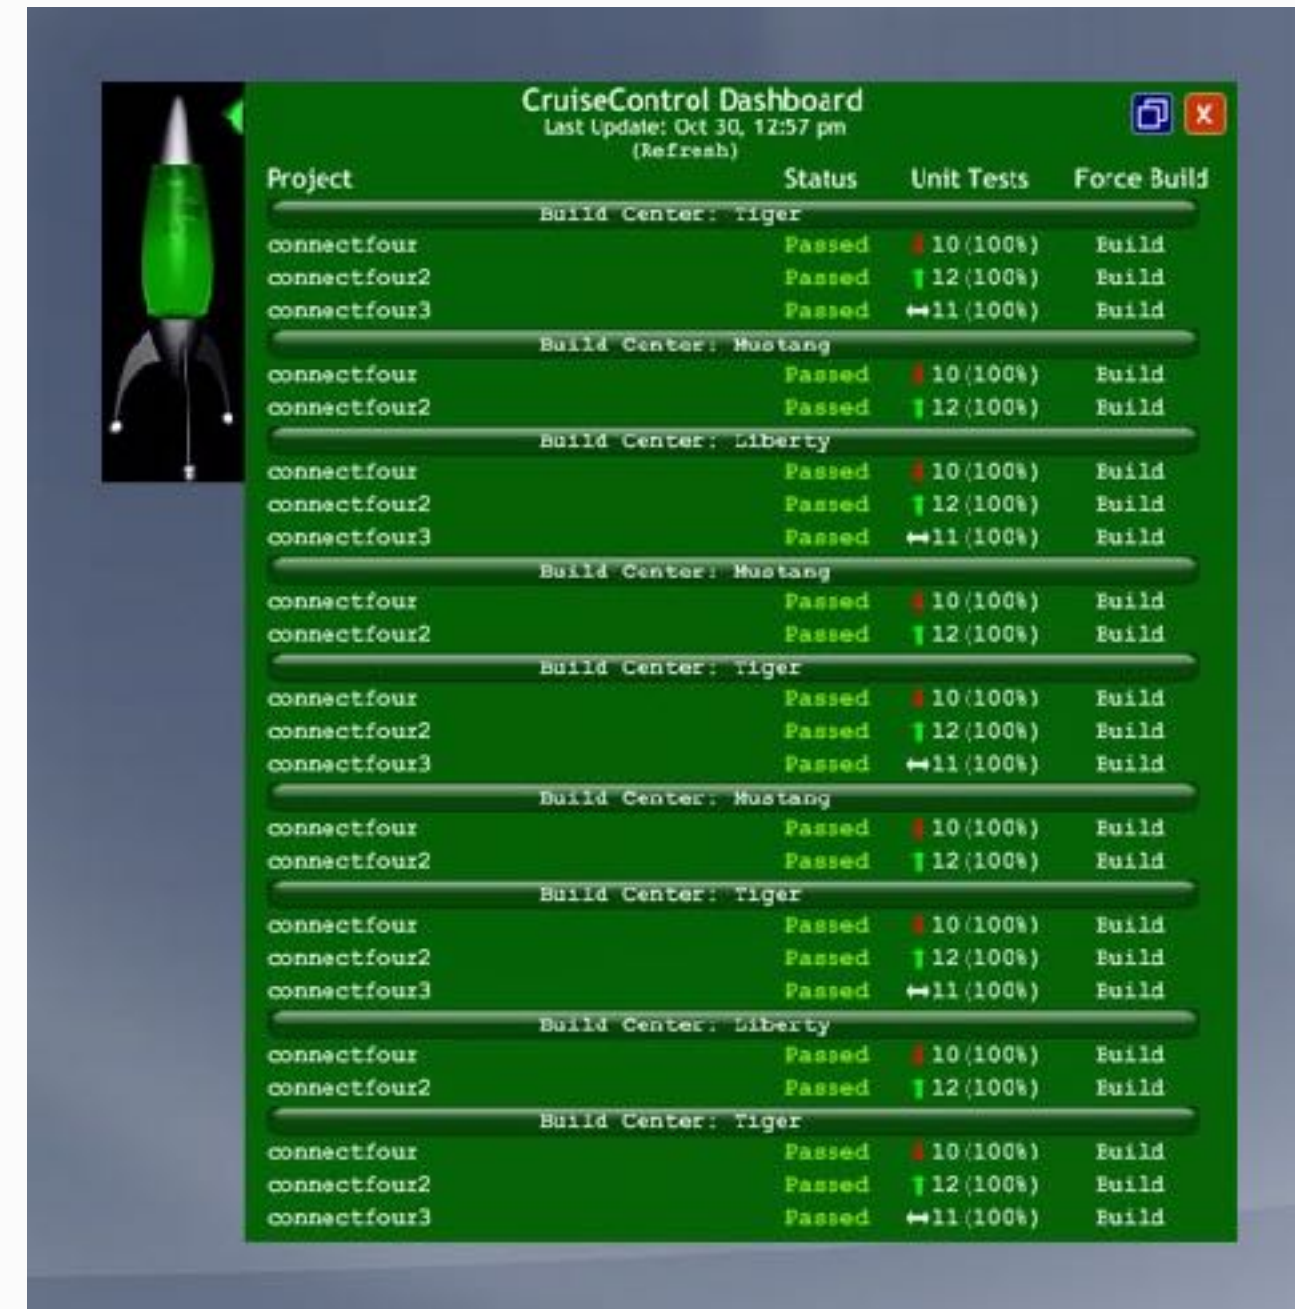 CruiseControl Dashboard
Last Update: Oct 30, 12:57 pm
(Refresh)
Project Status Unit Tests Force Build
Build Center: Tiger
connectfour Passed 10(100%) Build
connectfour2 Passed 12(100%) Build
connectfour3 Passed 11(100%) Build
Build Center: Mustang
connectfour Passed 10(100%) Build
connectfour2 Passed 12(100%) Build
Build Center: Liberty
connectfour Passed 10(100%) Build
connectfour2 Passed 12(100%) Build
connectfour3 Passed 11(100%) Build
Build Center: Mustang
connectfour Passed 10(100%) Build
connectfour2 Passed 12(100%) Build
Build Center: Tiger
connectfour Passed 10(100%) Build
connectfour2 Passed 12(100%) Build
connectfour3 Passed 11(100%) Build
Build Center: Mustang
connectfour Passed 10(100%) Build
connectfour2 Passed 12(100%) Build
Build Center: Tiger
connectfour Passed 10(100%) Build
connectfour2 Passed 12(100%) Build
connectfour3 Passed 11(100%) Build
Build Center: Liberty
connectfour Passed 10(100%) Build
connectfour2 Passed 12(100%) Build
Build Center: Tiger
connectfour Passed 10(100%) Build
connectfour2 Passed 12(100%) Build
connectfour3 Passed 11(100%) Build